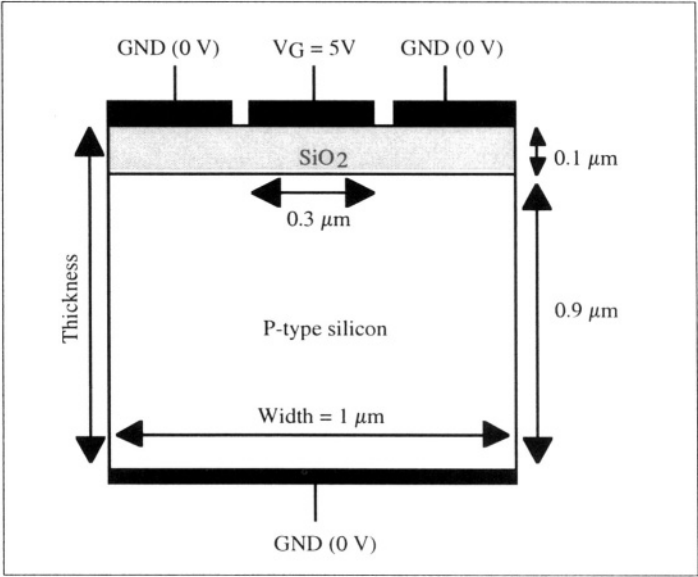 GND (0 V) VG = 5V GND (0 V)
SiO2
0.1 μm
0.3 μm
Thickness
0.9 μm
P-type silicon
Width = 1 μm
GND (0 V)